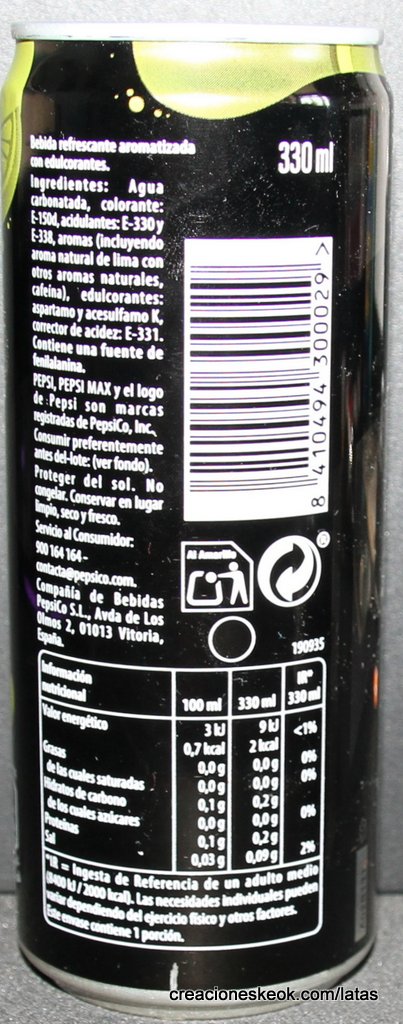 Bebida refrescante aromatizada
con edulcorantes.
330 ml
Ingredientes: Agua
carbonatada, colorante:
E-150d, acidulantes: E-330 y
E-338, aromas (incluyendo
aroma natural de lima con
otros aromas naturales,
cafeína), edulcorantes:
aspartamo y acesulfamo K,
corrector de acidez: E-331.
Contiene una fuente de
fenilalanina.
PEPSI, PEPSI MAX y el logo
de Pepsi son marcas
registradas de PepsiCo, Inc.
Consumir preferentemente
antes del-lote: (ver fondo).
Proteger del sol. No
congelar. Conservar en lugar
limpio, seco y fresco.
Servicio al Consumidor:
900 164 164 –
contacta@pepsico.com.
Compañía de Bebidas
PepsiCo S.L., Avda de Los
Olmos 2, 01013 Vitoria,
España.
8 410494 300029 >
Al Amarillo
®
190935
Información
nutricional 100 ml 330 ml IR* 330 ml
Valor energético 3 kJ 9 kJ <1%
0,7 kcal 2 kcal
Grasas 0,0 g 0,0 g 0%
de las cuales saturadas 0,0 g 0,0 g 0%
Hidratos de carbono 0,1 g 0,2 g
de los cuales azúcares 0,0 g 0,0 g 0%
Proteínas 0,1 g 0,2 g
Sal 0,03 g 0,09 g 2%
*IR = Ingesta de Referencia de un adulto medio
(8400 kJ / 2000 kcal). Las necesidades individuales pueden
variar dependiendo del ejercicio físico y otros factores.
Este envase contiene 1 porción.
creacioneskeok.com/latas